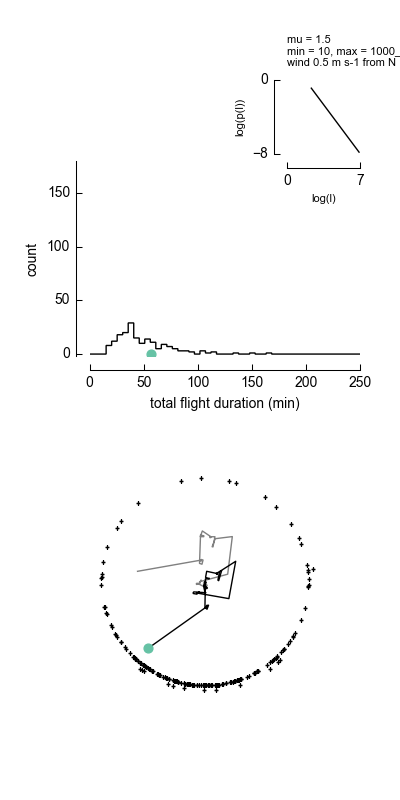 mu = 1.5
min = 10, max = 1000_
wind 0.5 m s-1 from N
0
−8
log(p(l))
0
7
log(l)
150
100
50
0
count
0
50
100
150
200
250
total flight duration (min)